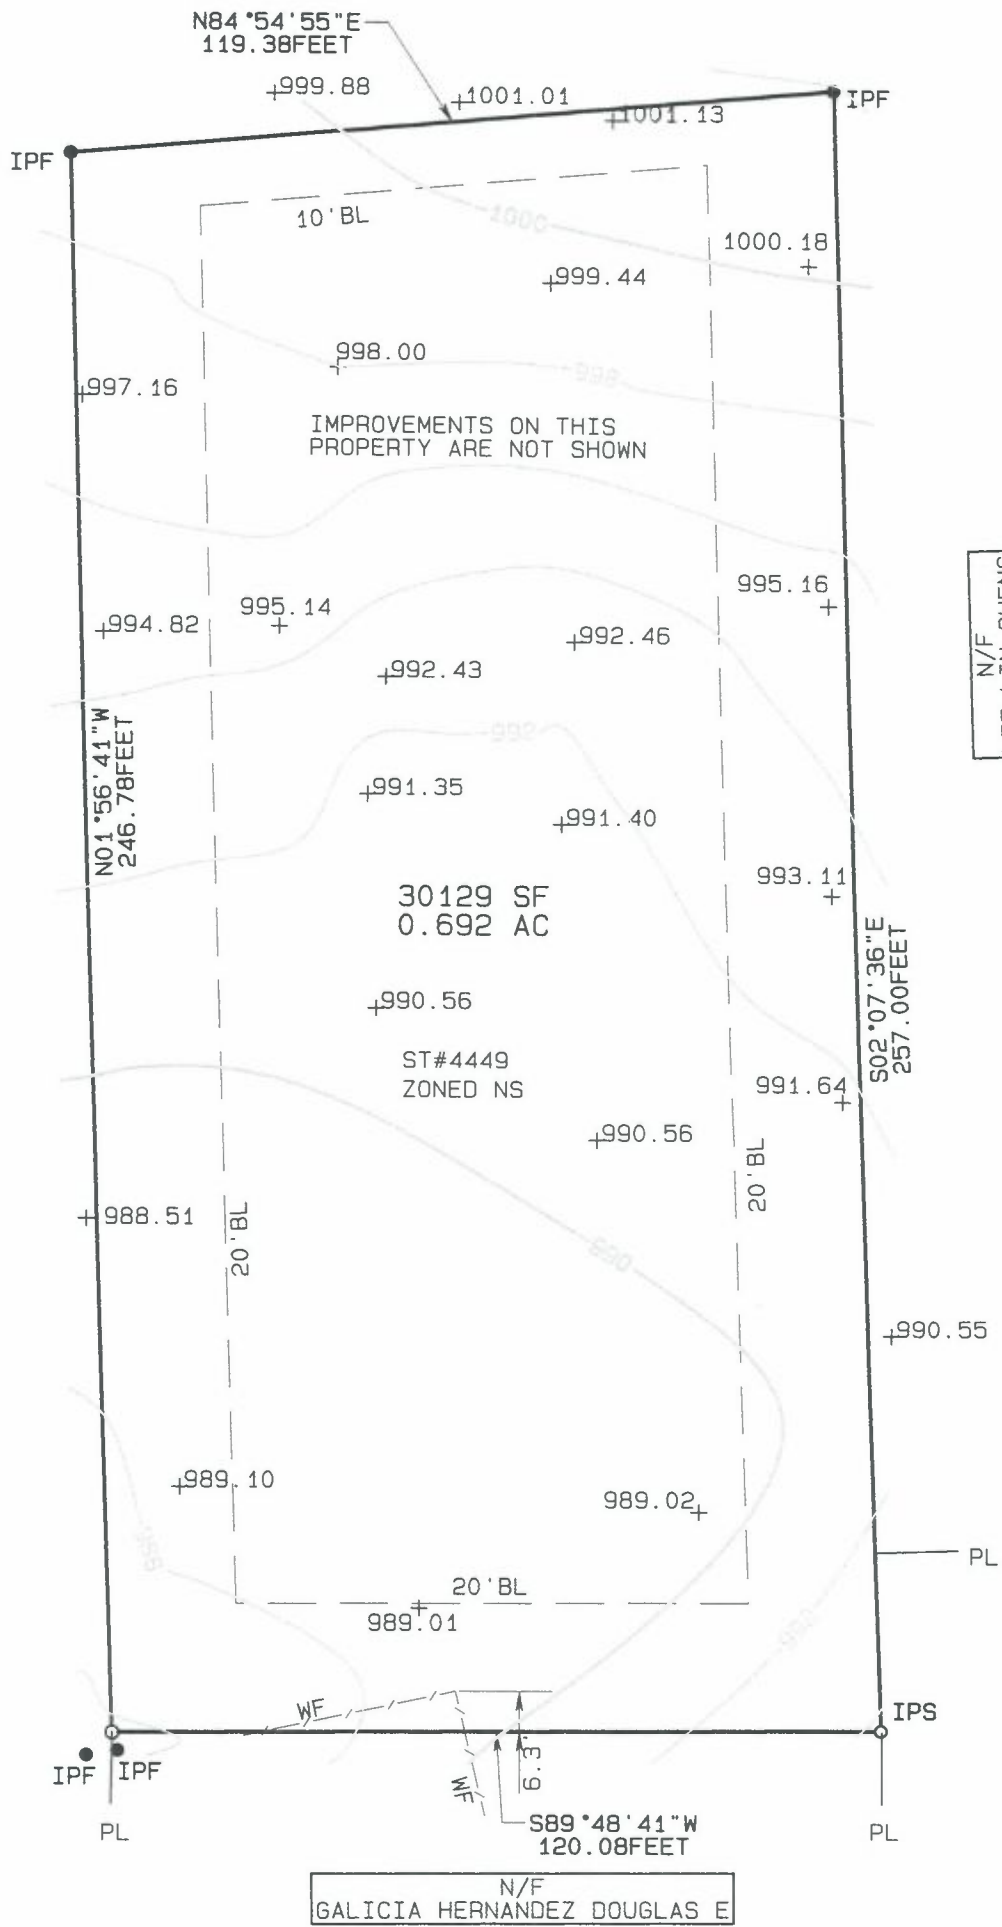 N84°54'55"E
119.38FEET
999.88
1001.01
1001.13
IPF
IPF
10'BL
1000
1000.18
999.44
998.00
998
997.16
IMPROVEMENTS ON THIS
PROPERTY ARE NOT SHOWN
995.16
994.82
995.14
992.46
992.43
N/F
N01°56'41"W
246.78FEET
992
991.35
991.40
993.11
30129 SF
0.692 AC
S02°07'36"E
257.00FEET
990.56
ST#4449
ZONED NS
991.64
990.56
20'BL
988.51
20'BL
990
990.55
989.10
989.02
PL
20'BL
989.01
990
WF
IPS
6.3'
IPF
IPF
WF
S89°48'41"W
120.08FEET
PL
PL
N/F
GALICIA HERNANDEZ DOUGLAS E